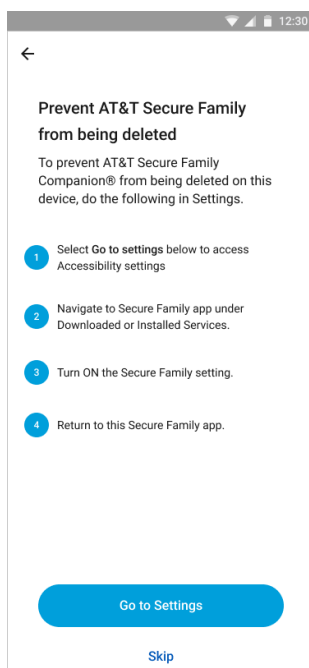 12:30
Prevent AT&T Secure Family
from being deleted
To prevent AT&T Secure Family
Companion® from being deleted on this
device, do the following in Settings.
1 Select Go to settings below to access
Accessibility settings
2 Navigate to Secure Family app under
Downloaded or Installed Services.
3 Turn ON the Secure Family setting.
4 Return to this Secure Family app.
Go to Settings
Skip